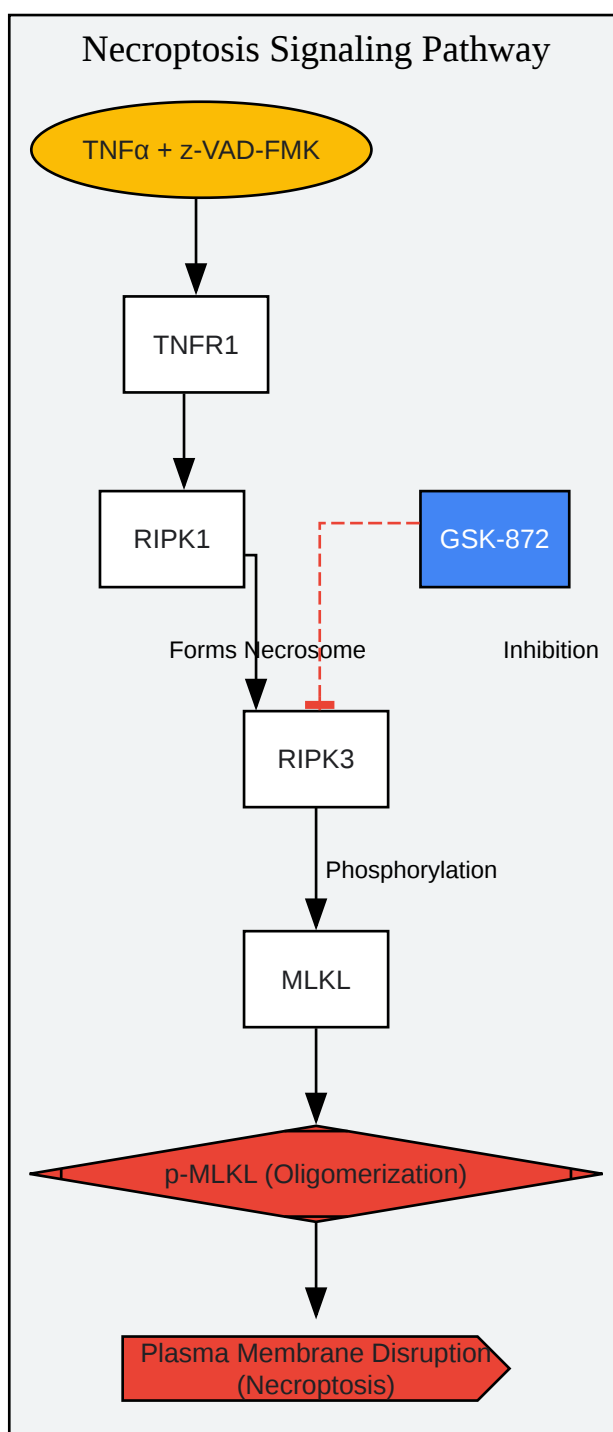 Necroptosis Signaling Pathway
TNFα + z-VAD-FMK
TNFR1
RIPK1
GSK-872
Forms Necrosome
Inhibition
RIPK3
Phosphorylation
MLKL
p-MLKL (Oligomerization)
Plasma Membrane Disruption
(Necroptosis)